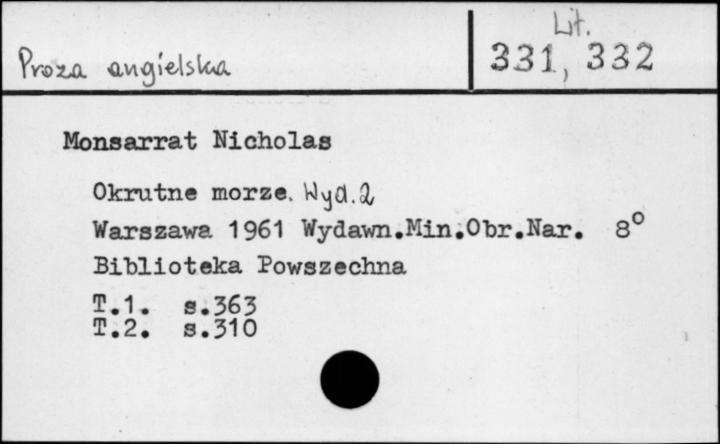 Lit.
Proza angielska
331, 332
Monsarrat Nicholas
Okrutne morze. Wyd. 2
Warszawa 1961 Wydawn.Min.Obr.Nar. 8°
Biblioteka Powszechna
T.1. s.363
T.2. s.310